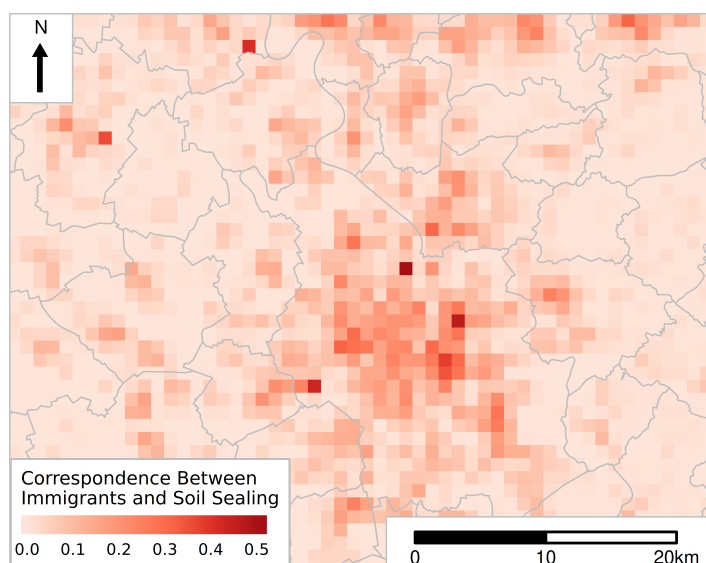 N
Correspondence Between
Immigrants and Soil Sealing
0.0 0.1 0.2 0.3 0.4 0.5
0 10 20km